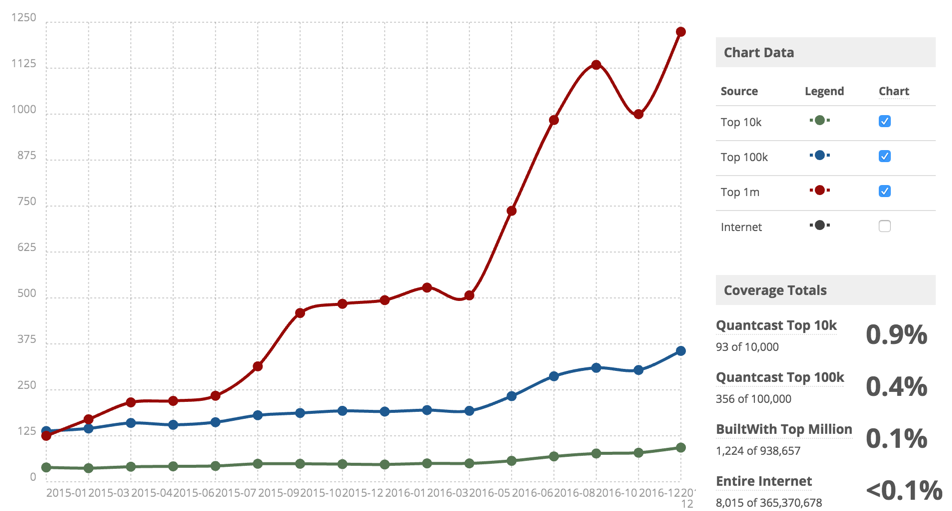 1250
1125
1000
875
750
625
500
375
250
125
0
2015-01 2015-03 2015-04 2015-06 2015-07 2015-09 2015-10 2015-12 2016-01 2016-03 2016-05 2016-06 2016-08 2016-10 2016-12 201
12
Chart Data
Source Legend Chart
Top 10k
Top 100k
Top 1m
Internet
Coverage Totals
Quantcast Top 10k 0.9%
93 of 10,000
Quantcast Top 100k 0.4%
356 of 100,000
BuiltWith Top Million 0.1%
1,224 of 938,657
Entire Internet <0.1%
8,015 of 365,370,678